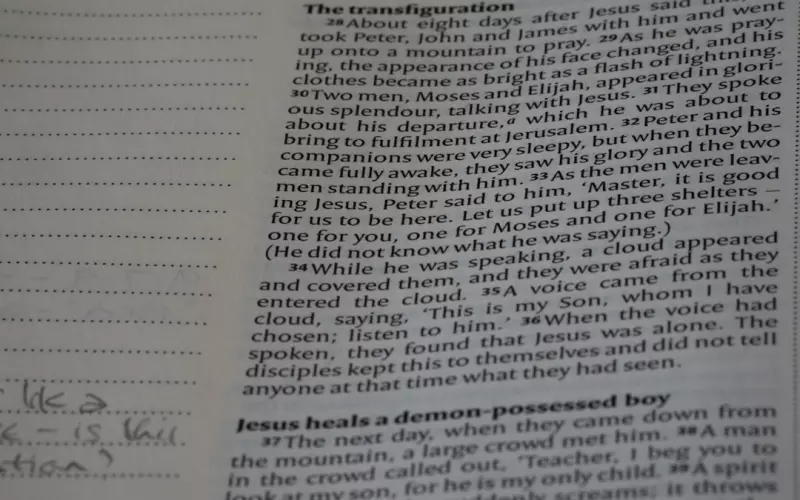 The transfiguration
28 About eight days after Jesus said this,
took Peter, John and James with him and went
up onto a mountain to pray. 29 As he was pray-
ing, the appearance of his face changed, and his
clothes became as bright as a flash of lightning.
30 Two men, Moses and Elijah, appeared in glori-
ous splendour, talking with Jesus. 31 They spoke
about his departure,a which he was about to
bring to fulfilment at Jerusalem. 32 Peter and his
companions were very sleepy, but when they be-
came fully awake, they saw his glory and the two
men standing with him. 33 As the men were leav-
ing Jesus, Peter said to him, ‘Master, it is good
for us to be here. Let us put up three shelters –
one for you, one for Moses and one for Elijah.’
(He did not know what he was saying.)
34 While he was speaking, a cloud appeared
and covered them, and they were afraid as they
entered the cloud. 35 A voice came from the
cloud, saying, ‘This is my Son, whom I have
chosen; listen to him.’ 36 When the voice had
spoken, they found that Jesus was alone. The
disciples kept this to themselves and did not tell
anyone at that time what they had seen.
Jesus heals a demon-possessed boy
37 The next day, when they came down from
the mountain, a large crowd met him. 38 A man
in the crowd called out, ‘Teacher, I beg you to
look at my son, for he is my only child. 39 A spirit
screams; it throws
- is